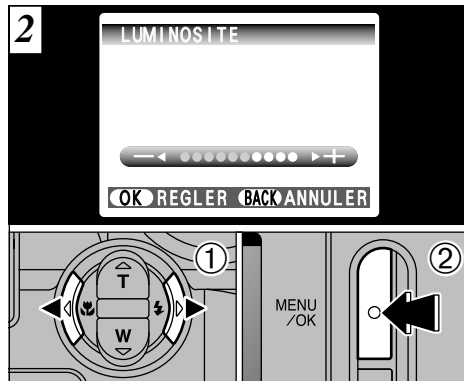 2
LUMINOSITE
− +
OK REGLER BACK ANNULER
①
T
W
②
MENU
/OK